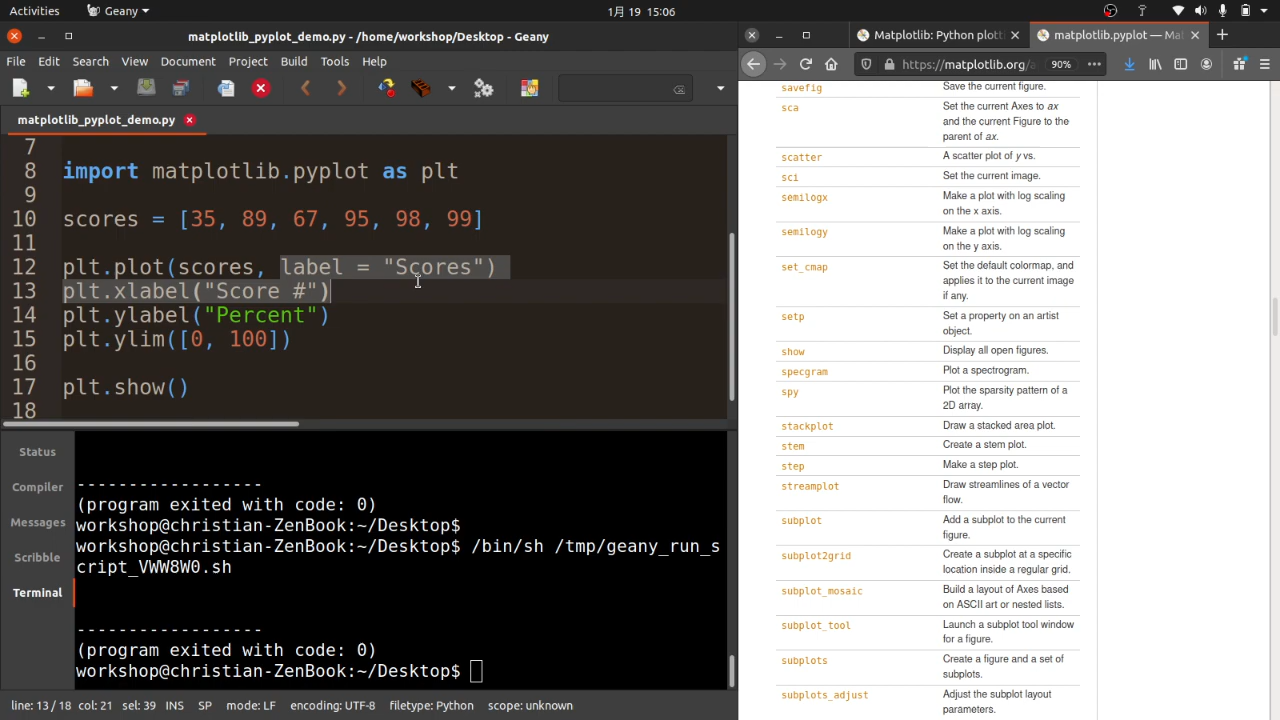 Activities
Geany
1月 19 15:06
matplotlib_pyplot_demo.py - /home/workshop/Desktop - Geany
File Edit Search View Document Project Build Tools Help
matplotlib_pyplot_demo.py
7
8 import matplotlib.pyplot as plt
9
10 scores = [35, 89, 67, 95, 98, 99]
11
12 plt.plot(scores, label = "Scores")
13 plt.xlabel("Score #")
14 plt.ylabel("Percent")
15 plt.ylim([0, 100])
16
17 plt.show()
18
Status
Compiler
Messages
Scribble
Terminal
------------------
(program exited with code: 0)
workshop@christian-ZenBook:~/Desktop$
workshop@christian-ZenBook:~/Desktop$ /bin/sh /tmp/geany_run_s
cript_VWW8W0.sh
------------------
(program exited with code: 0)
workshop@christian-ZenBook:~/Desktop$
line: 13 / 18 col: 21 sel: 39 INS SP mode: LF encoding: UTF-8 filetype: Python scope: unknown
Matplotlib: Python plotti
matplotlib.pyplot — Mat
https://matplotlib.org/
90%
savefig Save the current figure.
sca Set the current Axes to ax
and the current Figure to the
parent of ax.
scatter A scatter plot of y vs.
sci Set the current image.
semilogx Make a plot with log scaling
on the x axis.
semilogy Make a plot with log scaling
on the y axis.
set_cmap Set the default colormap, and
applies it to the current image
if any.
setp Set a property on an artist
object.
show Display all open figures.
specgram Plot a spectrogram.
spy Plot the sparsity pattern of a
2D array.
stackplot Draw a stacked area plot.
stem Create a stem plot.
step Make a step plot.
streamplot Draw streamlines of a vector
flow.
subplot Add a subplot to the current
figure.
subplot2grid Create a subplot at a specific
location inside a regular grid.
subplot_mosaic Build a layout of Axes based
on ASCII art or nested lists.
subplot_tool Launch a subplot tool window
for a figure.
subplots Create a figure and a set of
subplots.
subplots_adjust Adjust the subplot layout
parameters.